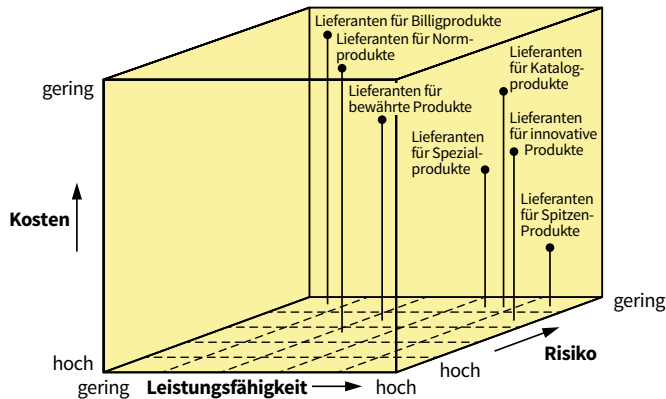 Lieferanten für Billigprodukte
Lieferanten für Norm-
produkte
Lieferanten für
bewährte Produkte
Lieferanten
für Spezial-
produkte
Lieferanten
für Katalog-
produkte
Lieferanten
für innovative
Produkte
Lieferanten
für Spitzen-
Produkte
gering
Kosten
hoch
gering
Leistungsfähigkeit
hoch
hoch
Risiko
gering